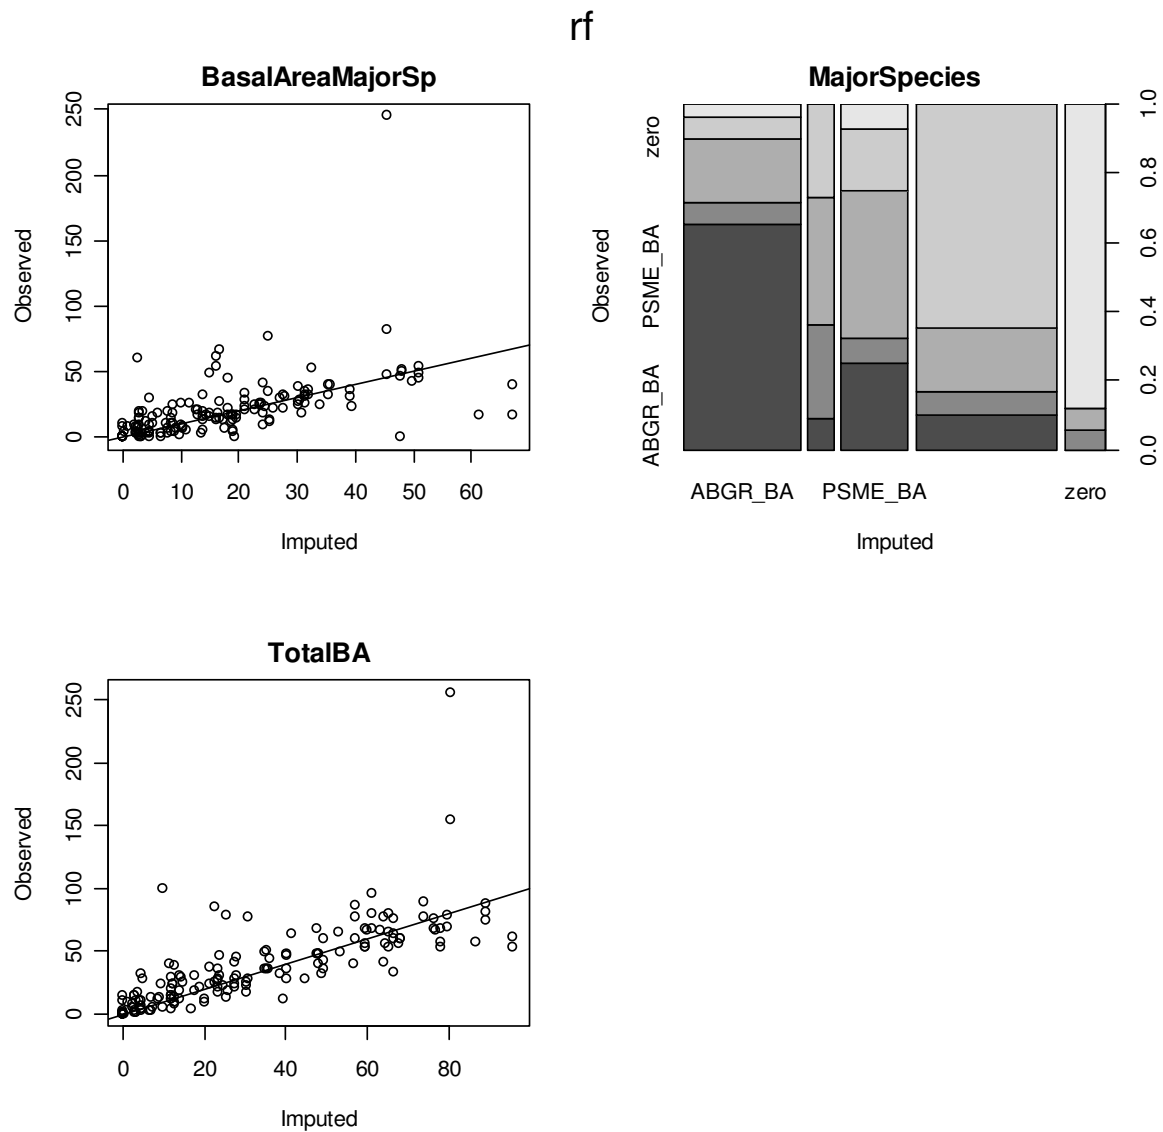 rf
BasalAreaMajorSp
Observed
0 50 100 150 200 250
0 10 20 30 40 50 60
Imputed
MajorSpecies
Observed
ABGR_BA PSME_BA zero
0.0 0.2 0.4 0.6 0.8 1.0
ABGR_BA PSME_BA zero
Imputed
TotalBA
Observed
0 50 100 150 200 250
0 20 40 60 80
Imputed